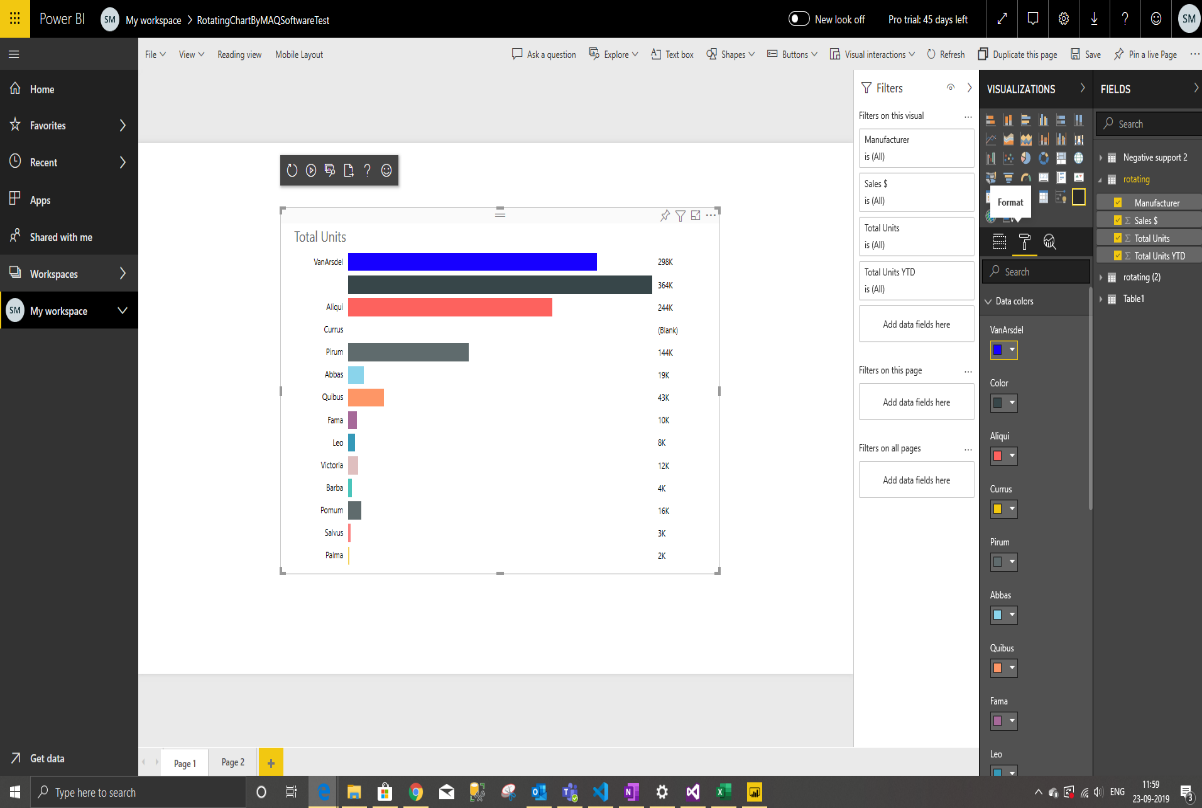 Power BI SM My workspace > RotatingChartByMAQSoftwareTest New look off Pro trial: 45 days left ? SM
File View Reading view Mobile Layout Ask a question Explore Text box Shapes Buttons Visual interactions Refresh Duplicate this page Save Pin a live Page ...
Home
Favorites
Recent
Apps
Shared with me
Workspaces
SM My workspace
Get data
?
Total Units
VanArsdel 298K
364K
Aliqui 244K
Currus (Blank)
Pirum 144K
Abbas 19K
Quibus 43K
Fama 10K
Leo 8K
Victoria 12K
Barba 4K
Pomum 16K
Salvus 3K
Palma 2K
Page 1 Page 2 +
Filters
Filters on this visual ...
Manufacturer
is (All)
Sales $
is (All)
Total Units
is (All)
Total Units YTD
is (All)
Add data fields here
Filters on this page ...
Add data fields here
Filters on all pages ...
Add data fields here
VISUALIZATIONS
Format
Search
Data colors
VanArsdel
Color
Aliqui
Currus
Pirum
Abbas
Quibus
Fama
Leo
FIELDS
Search
Negative support 2
rotating
Manufacturer
Σ Sales $
Σ Total Units
Σ Total Units YTD
rotating (2)
Table1
Type here to search
ENG 11:59
23-09-2019 3